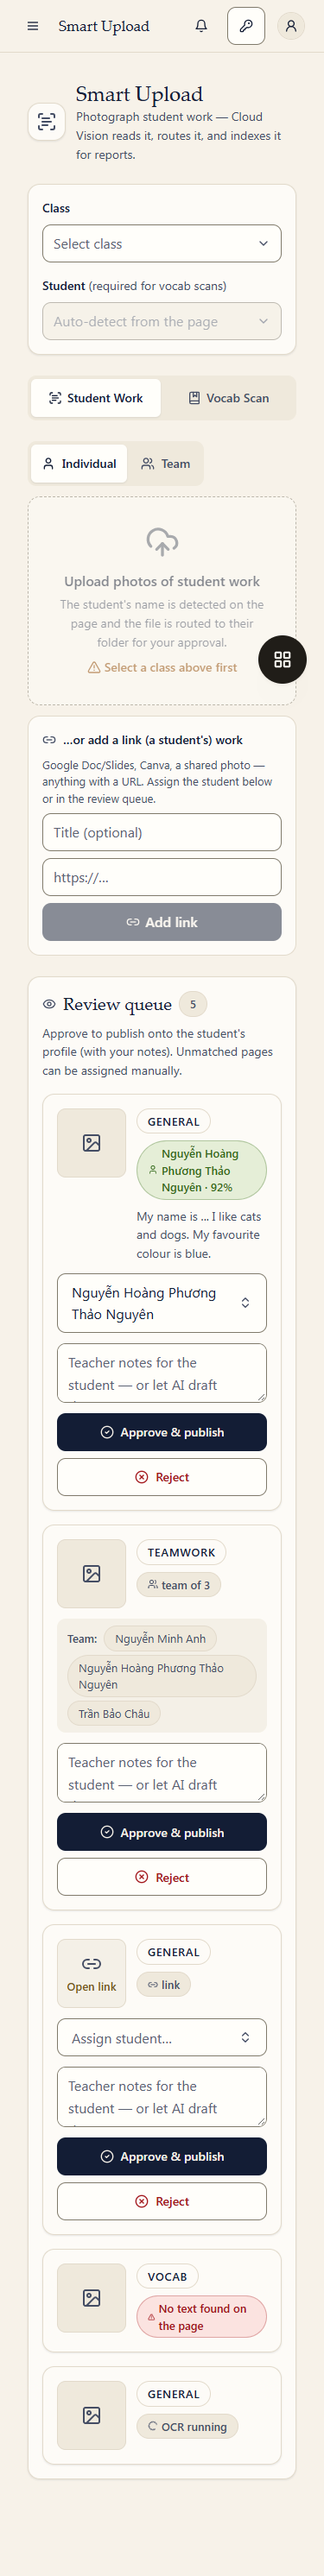 Smart Upload
Smart Upload
Photograph student work — Cloud
Vision reads it, routes it, and indexes it
for reports.
Class
Select class
Student (required for vocab scans)
Auto-detect from the page
Student Work
Vocab Scan
Individual
Team
Upload photos of student work
The student's name is detected on the
page and the file is routed to their
folder for your approval.
Select a class above first
...or add a link (a student's) work
Google Doc/Slides, Canva, a shared photo —
anything with a URL. Assign the student below
or in the review queue.
Title (optional)
https://...
Add link
Review queue 5
Approve to publish onto the student's
profile (with your notes). Unmatched pages
can be assigned manually.
GENERAL
Nguyễn Hoàng
Phương Thảo
Nguyên · 92%
My name is ... I like cats
and dogs. My favourite
colour is blue.
Nguyễn Hoàng Phương
Thảo Nguyên
Teacher notes for the
student — or let AI draft
Approve & publish
Reject
TEAMWORK
team of 3
Team: Nguyễn Minh Anh
Nguyễn Hoàng Phương Thảo
Nguyên
Trần Bảo Châu
Teacher notes for the
student — or let AI draft
Approve & publish
Reject
Open link
GENERAL
link
Assign student...
Teacher notes for the
student — or let AI draft
Approve & publish
Reject
VOCAB
No text found on
the page
GENERAL
OCR running